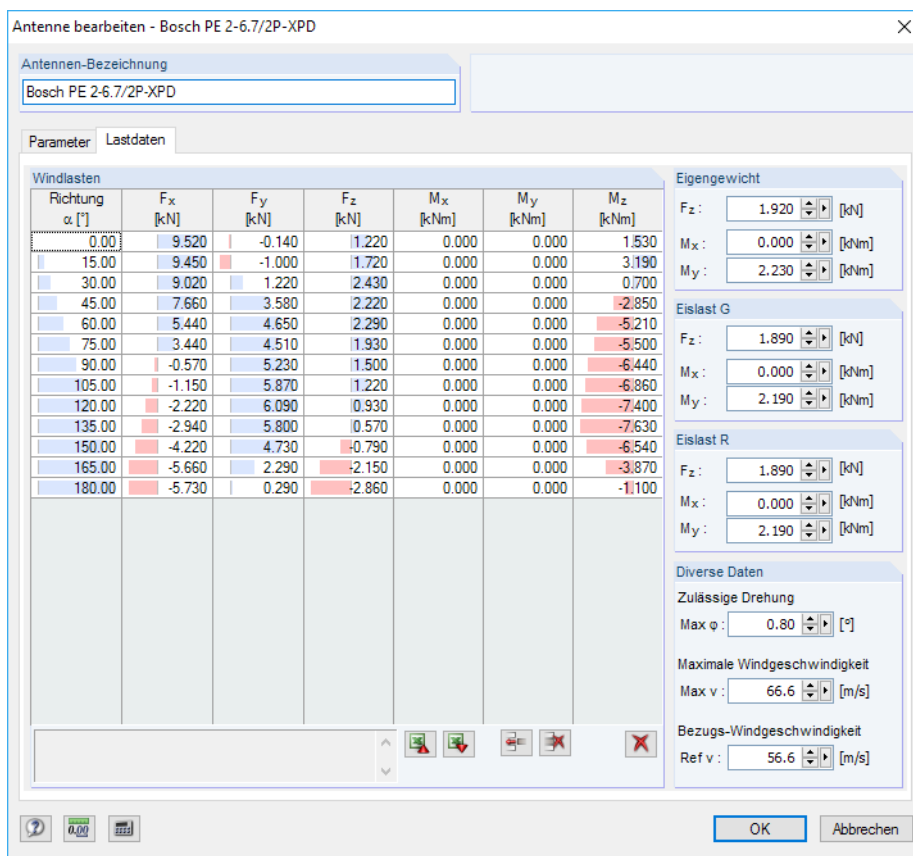 Antenne bearbeiten - Bosch PE 2-6.7/2P-XPD
Antennen-Bezeichnung
Bosch PE 2-6.7/2P-XPD
Parameter Lastdaten
Windlasten
Richtung Fx Fy Fz Mx My Mz
α [°] [kN] [kN] [kN] [kNm] [kNm] [kNm]
0.00 9.520 -0.140 1.220 0.000 0.000 1.530
15.00 9.450 -1.000 1.720 0.000 0.000 3.190
30.00 9.020 1.220 2.430 0.000 0.000 0.700
45.00 7.660 3.580 2.220 0.000 0.000 -2.850
60.00 5.440 4.650 2.290 0.000 0.000 -5.210
75.00 3.440 4.510 1.930 0.000 0.000 -5.500
90.00 -0.570 5.230 1.500 0.000 0.000 -6.440
105.00 -1.150 5.870 1.220 0.000 0.000 -6.860
120.00 -2.220 6.090 0.930 0.000 0.000 -7.400
135.00 -2.940 5.800 0.570 0.000 0.000 -7.630
150.00 -4.220 4.730 -0.790 0.000 0.000 -6.540
165.00 -5.660 2.290 -2.150 0.000 0.000 -3.870
180.00 -5.730 0.290 -2.860 0.000 0.000 -1.100
Eigengewicht
Fz : 1.920 [kN]
Mx : 0.000 [kNm]
My : 2.230 [kNm]
Eislast G
Fz : 1.890 [kN]
Mx : 0.000 [kNm]
My : 2.190 [kNm]
Eislast R
Fz : 1.890 [kN]
Mx : 0.000 [kNm]
My : 2.190 [kNm]
Diverse Daten
Zulässige Drehung
Max φ : 0.80 [°]
Maximale Windgeschwindigkeit
Max v : 66.6 [m/s]
Bezugs-Windgeschwindigkeit
Ref v : 56.6 [m/s]
0.00
OK Abbrechen